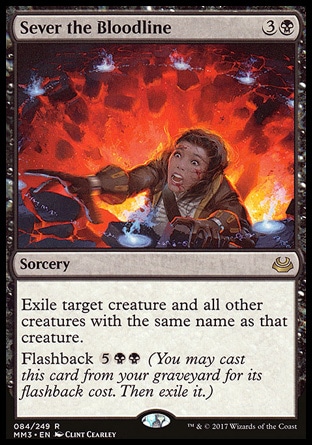 Sever the Bloodline 3
Sorcery
Exile target creature and all other
creatures with the same name as that
creature.
Flashback 5 (You may cast
this card from your graveyard for its
flashback cost. Then exile it.)
084/249 R
MM3 • EN Clint Cearley
™ & © 2017 Wizards of the Coast